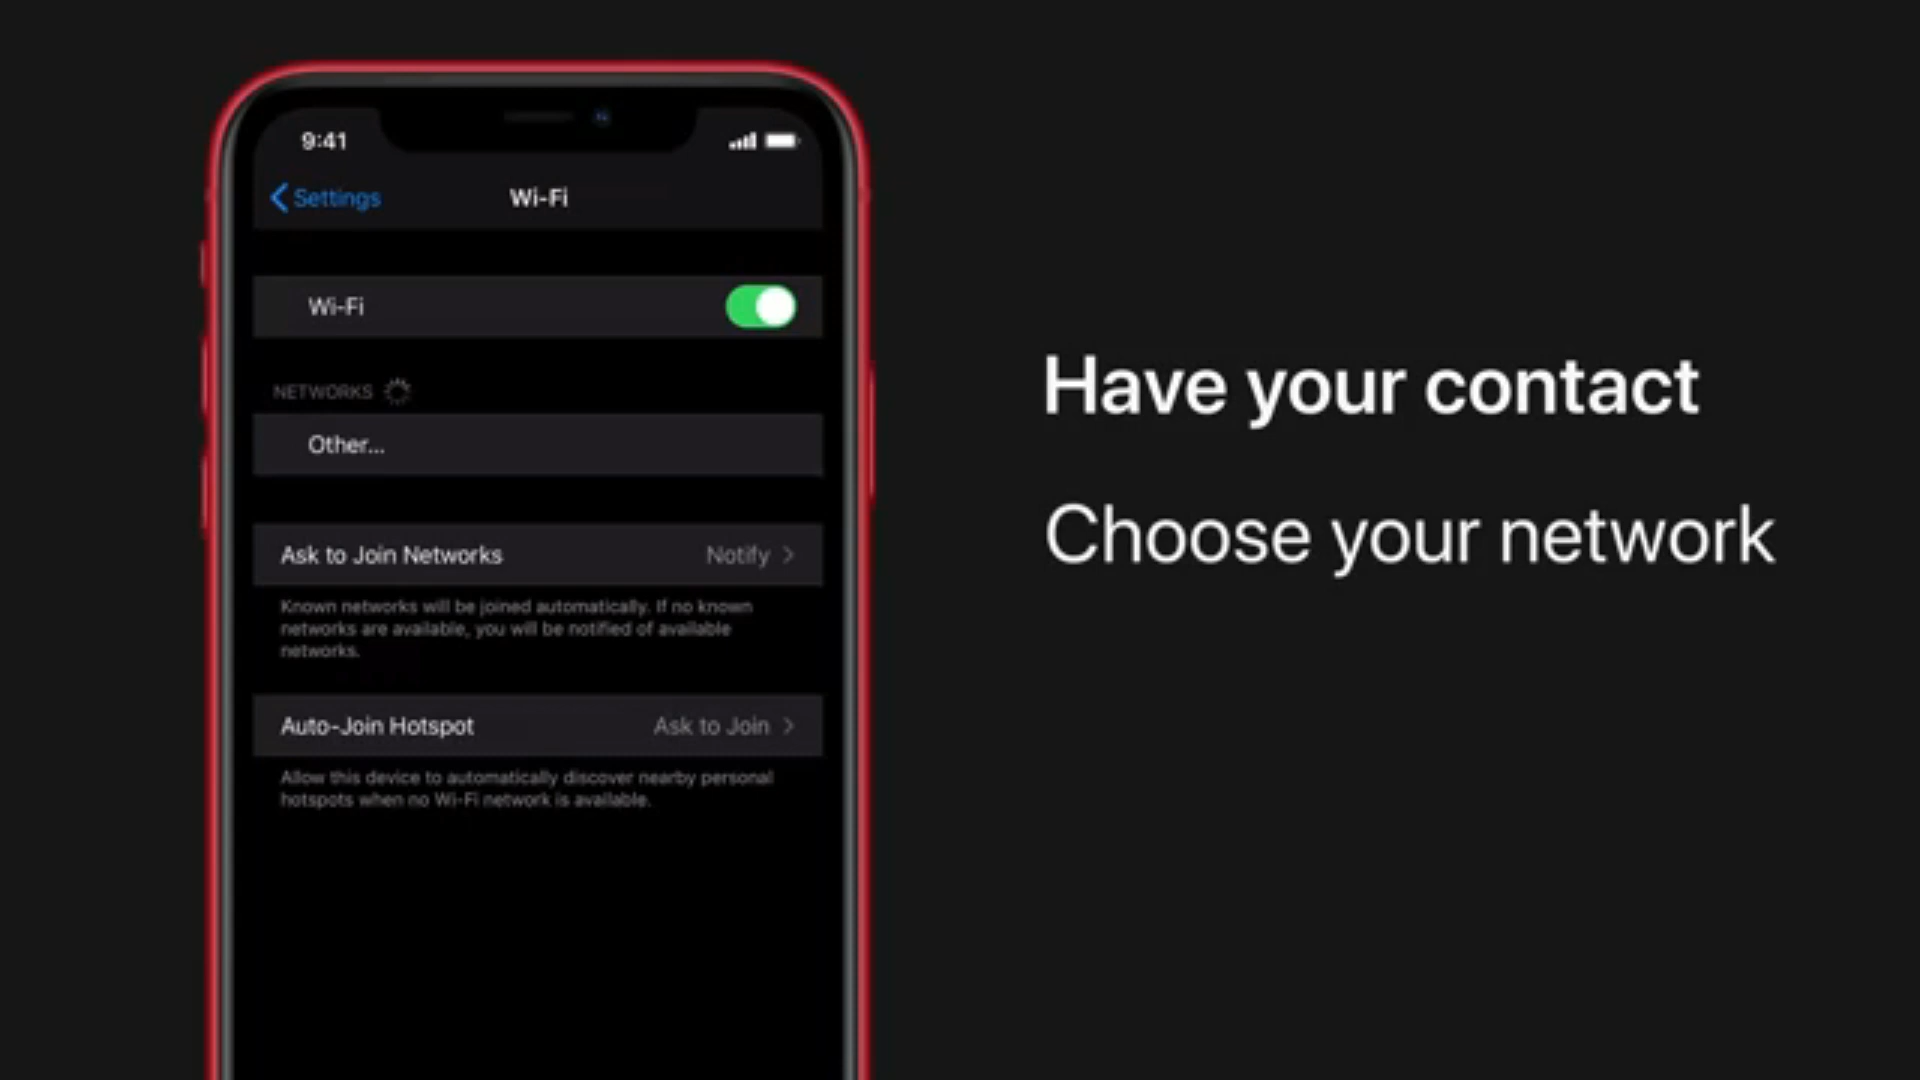 9:41
Settings
Wi-Fi
Wi-Fi
NETWORKS
Other...
Ask to Join Networks
Notify
Known networks will be joined automatically. If no known
networks are available, you will be notified of available
networks.
Auto-Join Hotspot
Ask to Join
Allow this device to automatically discover nearby personal
hotspots when no Wi-Fi network is available.
Have your contact
Choose your network